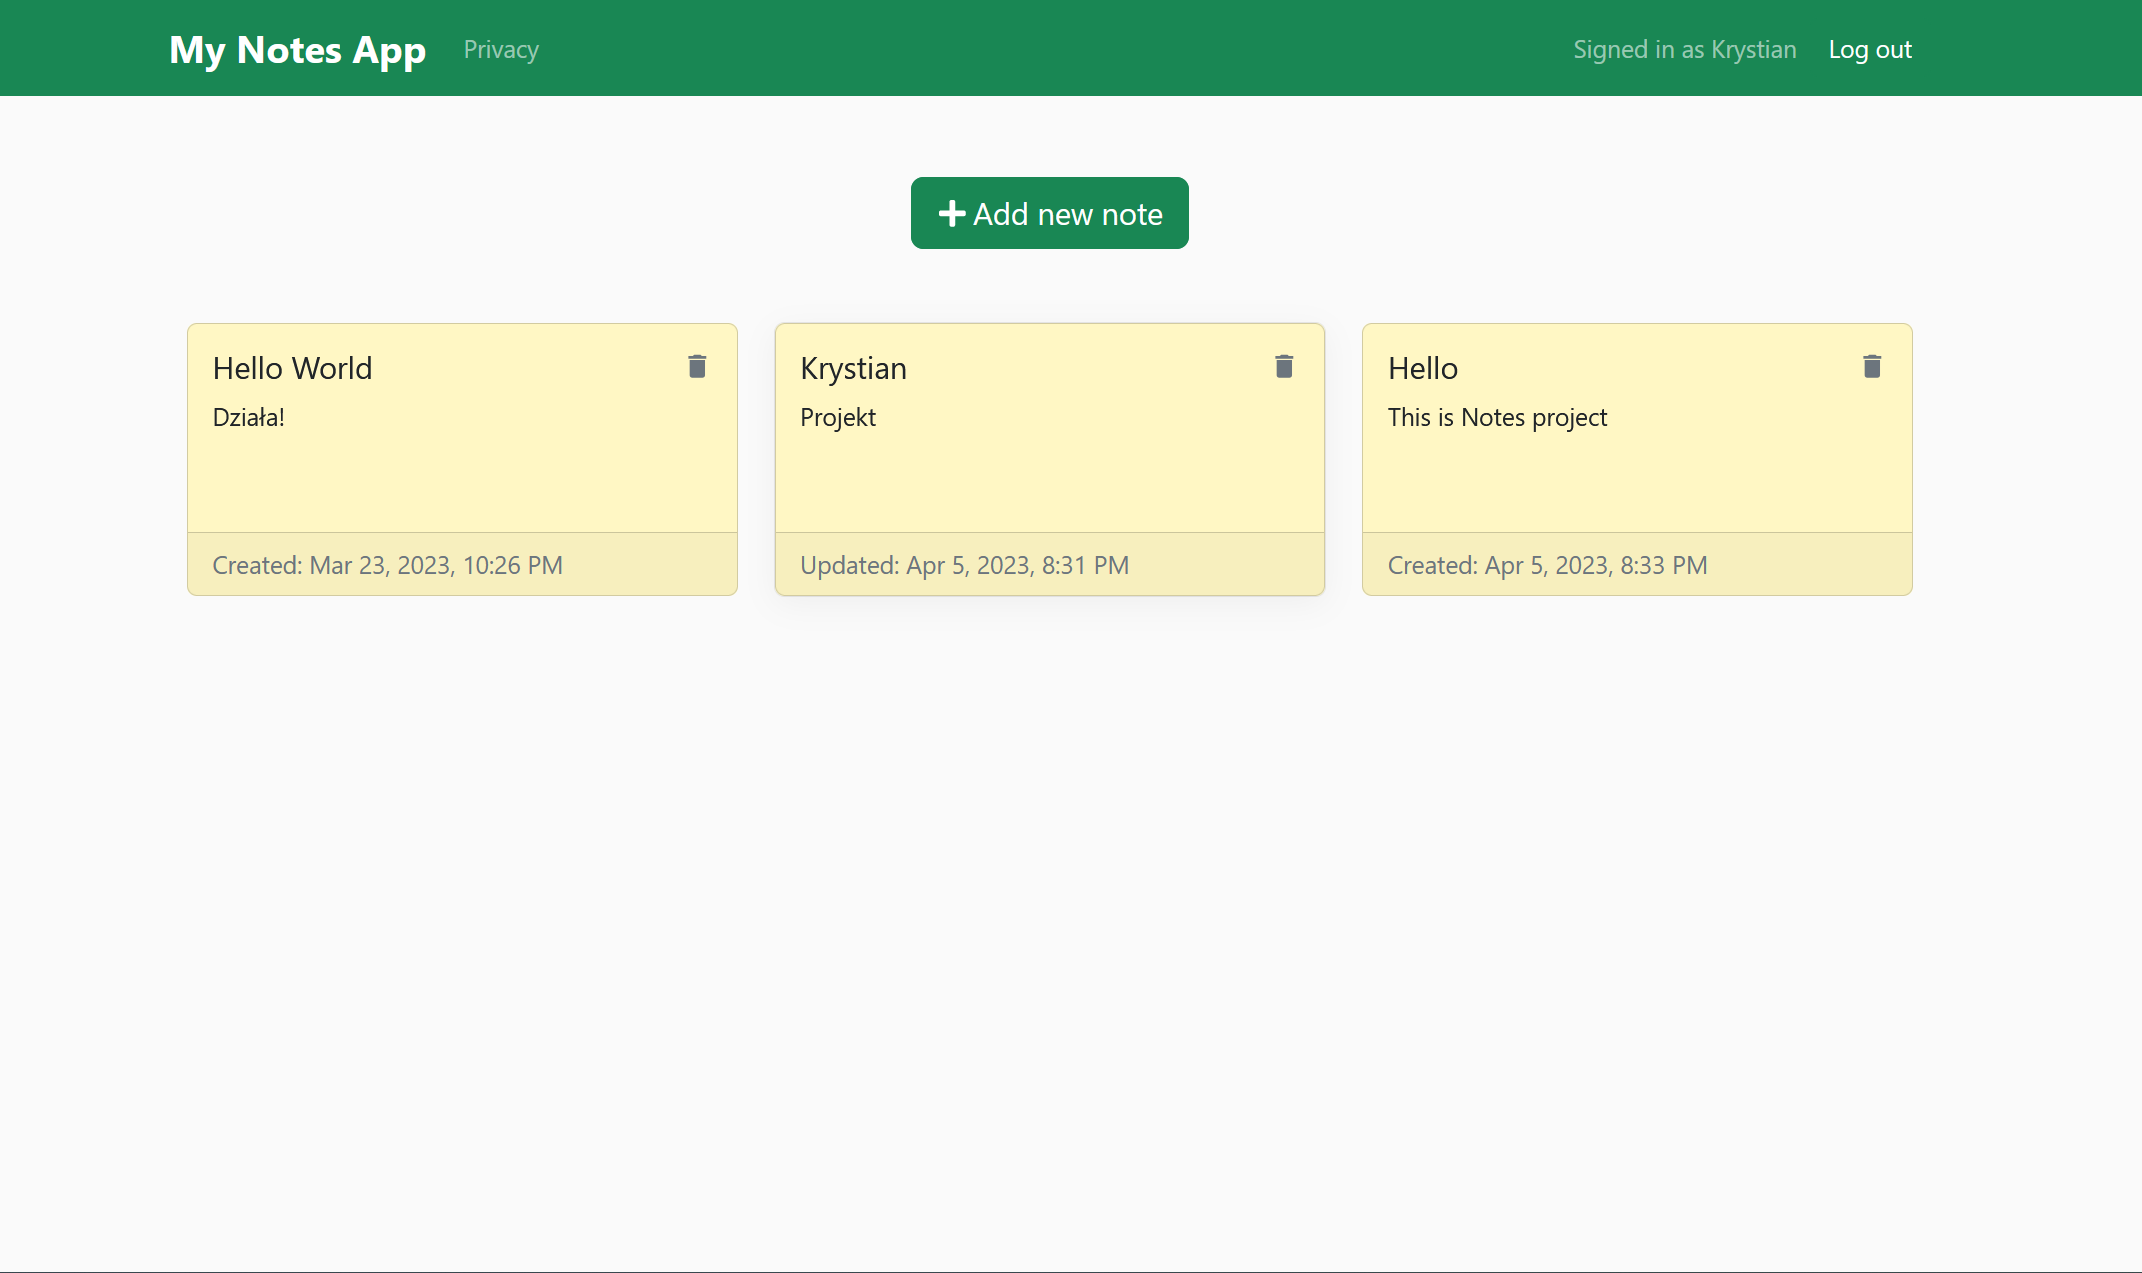 My Notes App Privacy Signed in as Krystian Log out
Add new note
Hello World
Działa!
Created: Mar 23, 2023, 10:26 PM
Krystian
Projekt
Updated: Apr 5, 2023, 8:31 PM
Hello
This is Notes project
Created: Apr 5, 2023, 8:33 PM